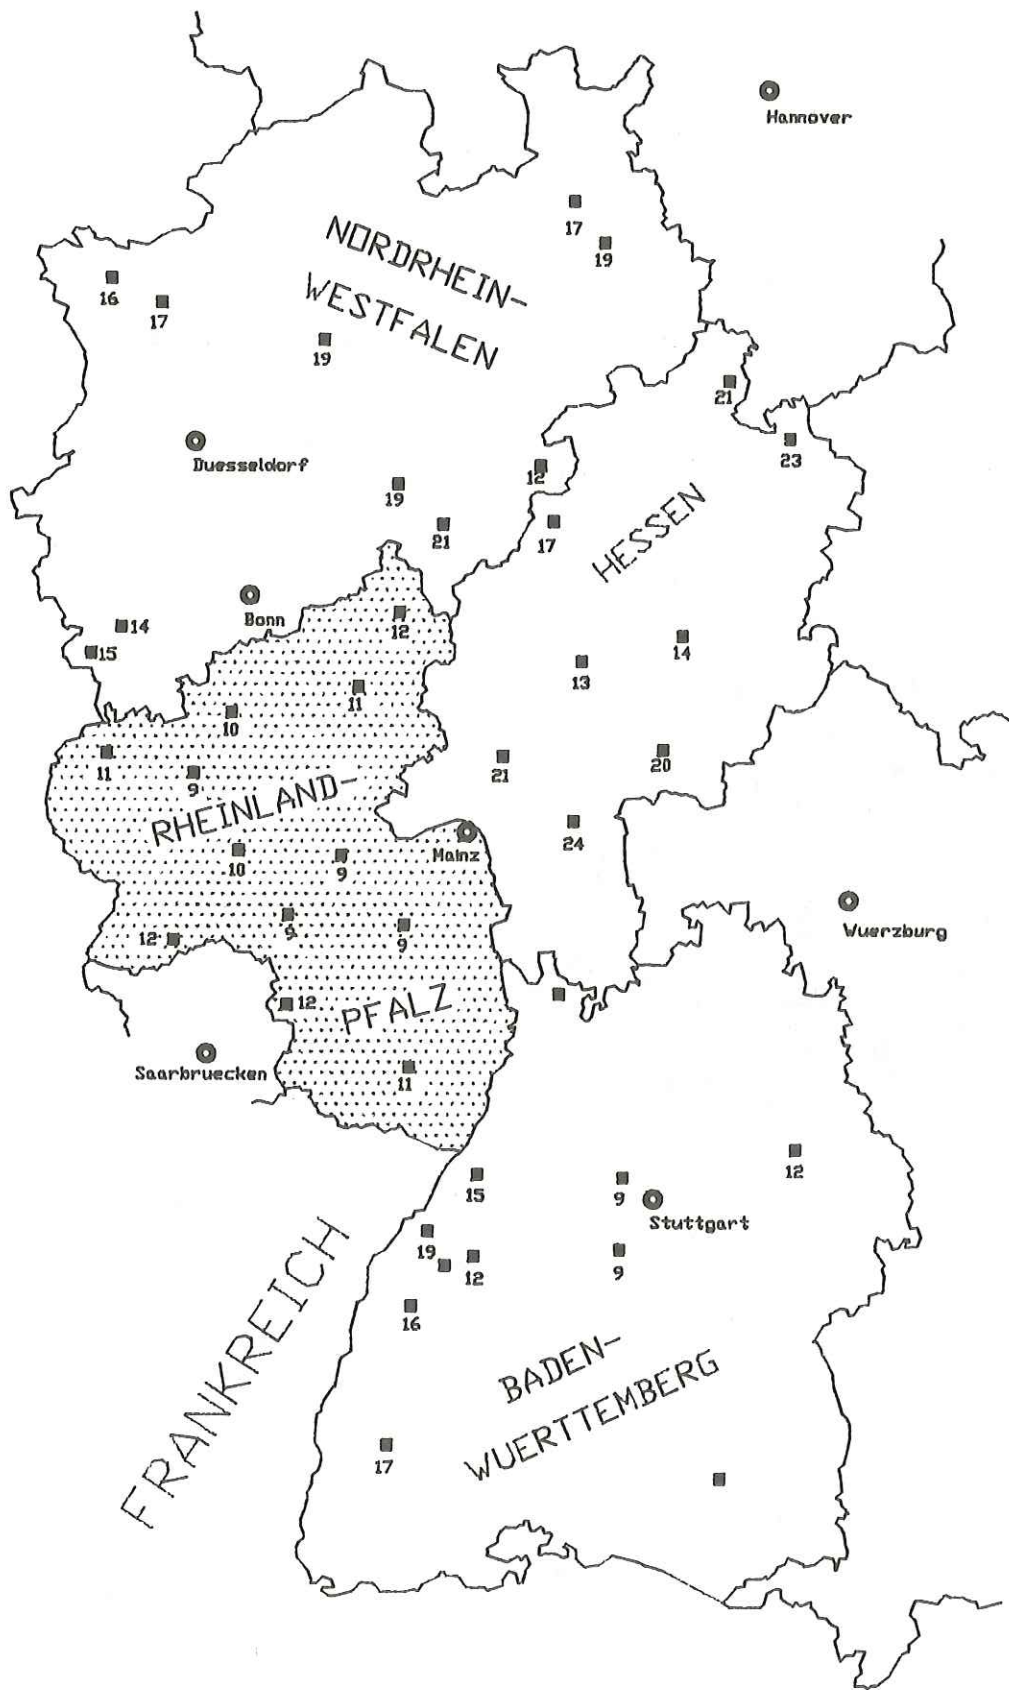 Hannover
NORDRHEIN-
WESTFALEN
17
19
16
17
19
21
23
Duesseldorf
12
19
17
21
HESSEN
Bonn
12
14
15
14
13
11
10
11
9
21
20
RHEINLAND-
24
Mainz
10
9
9
9
12
Wuerzburg
12
PFALZ
Saarbruecken
11
12
15
9
Stuttgart
19
12
9
16
FRANKREICH
BADEN-
WUERTTEMBERG
17